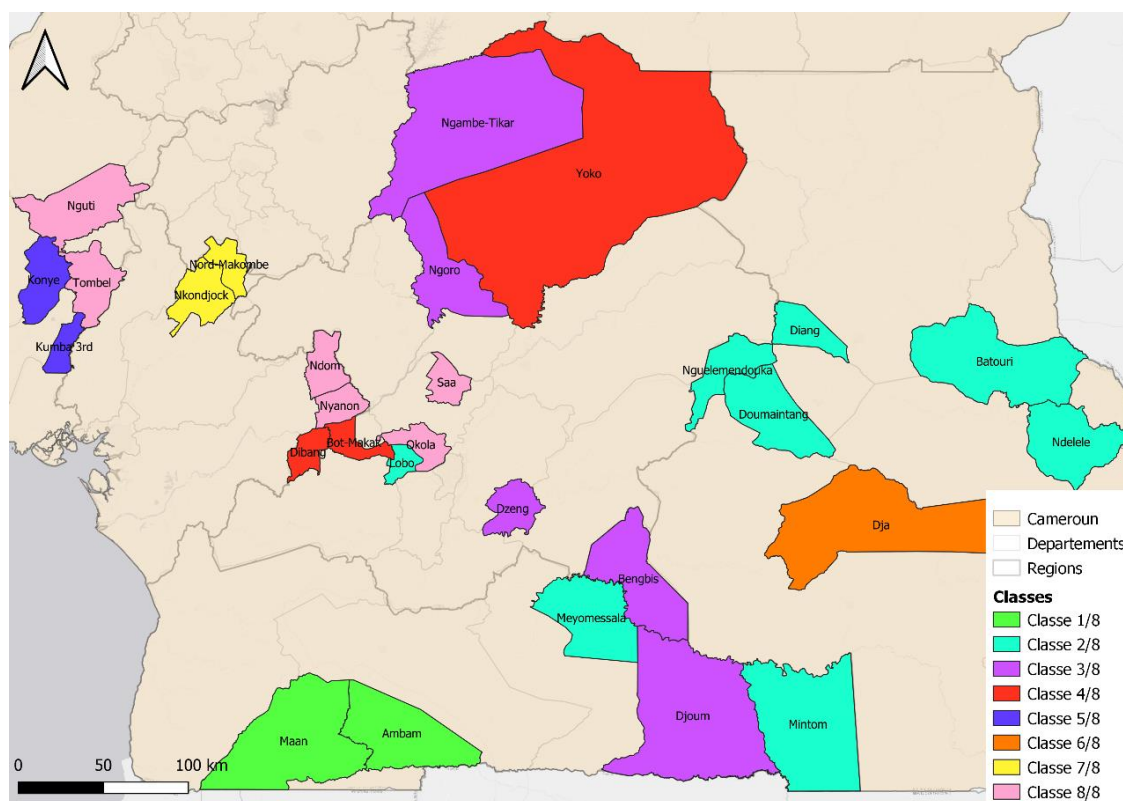 Ngambe-Tikar
Yoko
Nguti
Ngoro
Konye
Tombel
Nord-Makombe
Nkondjock
Kumba 3rd
Diang
Ndom
Nguelemendouka
Batouri
Saa
Nyanon
Doumaintang
Bot-Makak
Okola
Dibang
Lobo
Ndelele
Dzeng
Dja
Bengbis
Meyomessala
Djoum
Mintom
Maan
Ambam
0 50 100 km
Cameroun
Departements
Regions
Classes
Classe 1/8
Classe 2/8
Classe 3/8
Classe 4/8
Classe 5/8
Classe 6/8
Classe 7/8
Classe 8/8